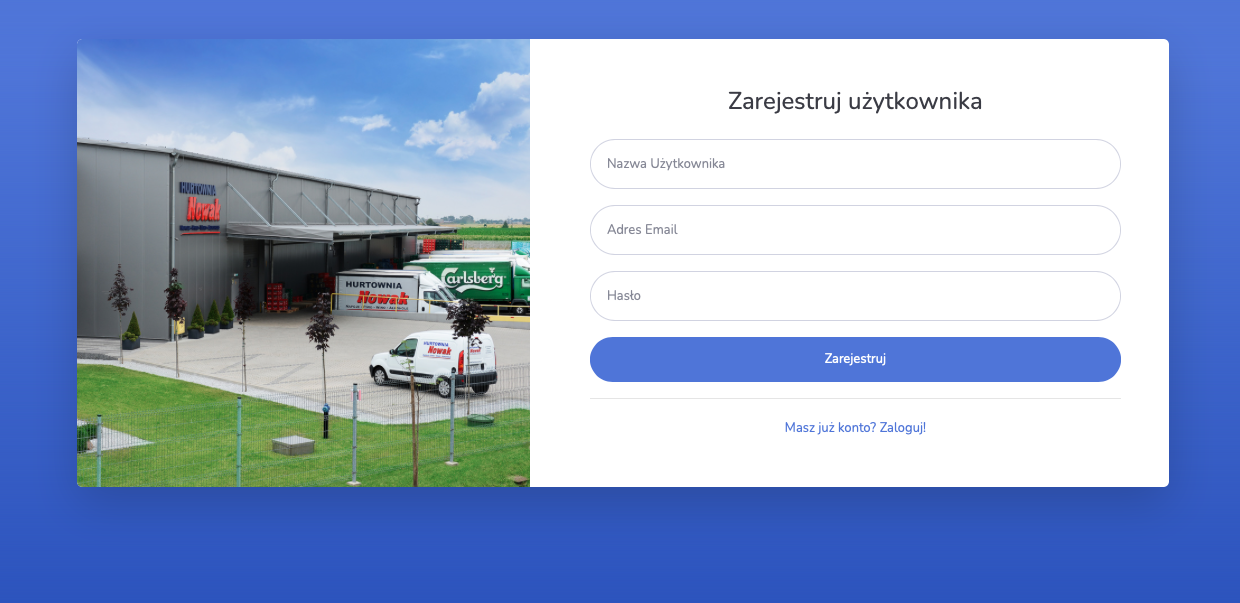 HURTOWNIA
Nowak
HURTOWNIA
Nowak
Carlsberg
HURTOWNIA
Nowak
Zarejestruj użytkownika
Nazwa Użytkownika
Adres Email
Hasło
Zarejestruj
Masz już konto? Zaloguj!